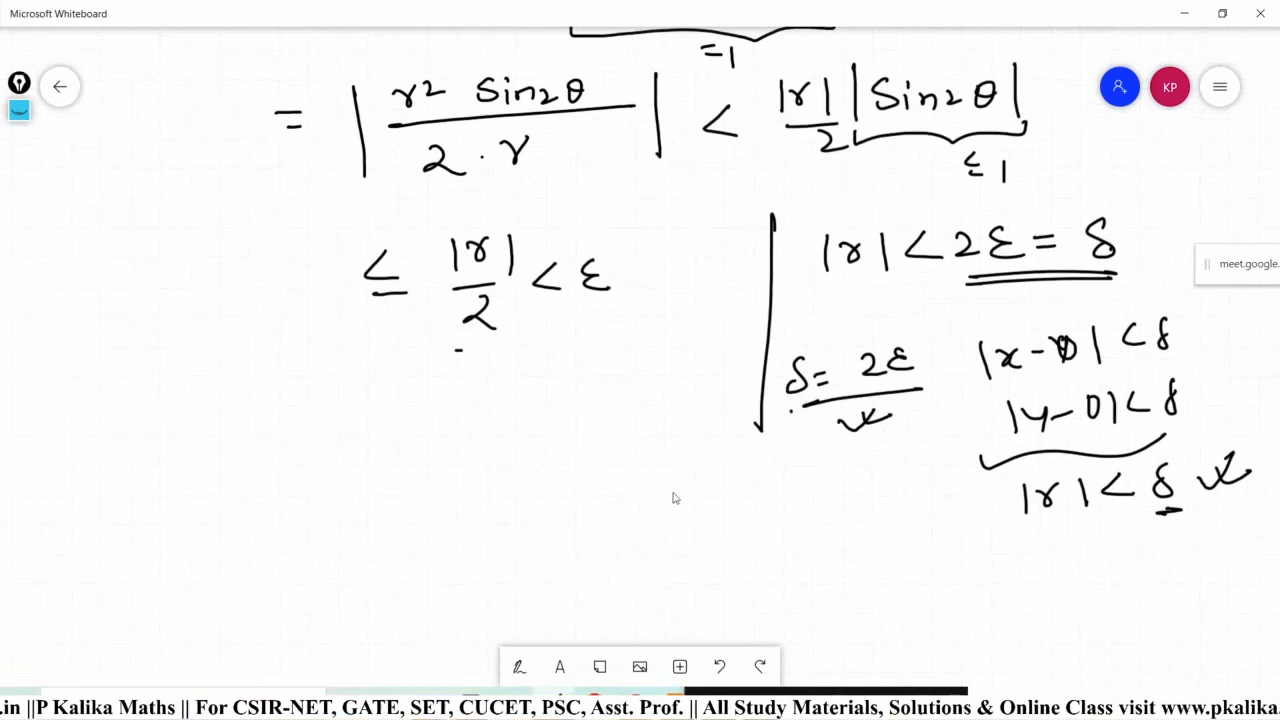 Microsoft Whiteboard
= 1
= | r² Sin2θ / 2 · r | < |r|/2 |Sin2θ|
≤ 1
≤ |r|/2 < ε
|r| < 2ε = δ
|x - 0| < δ
δ = 2ε
|y - 0| < δ
|r| < δ
KP
meet.google.
A
.in ||P Kalika Maths || For CSIR-NET, GATE, SET, CUCET, PSC, Asst. Prof. || All Study Materials, Solutions & Online Class visit www.pkalika.